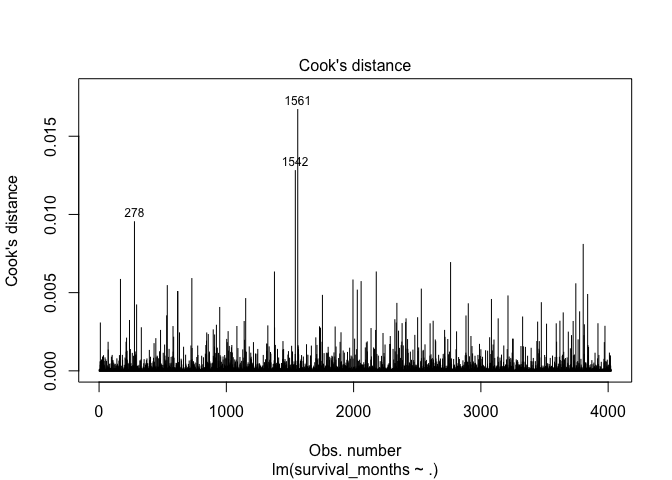 Cook's distance
1561
1542
278
Cook's distance
0.015
0.010
0.005
0.000
0 1000 2000 3000 4000
Obs. number
lm(survival_months ~ .)